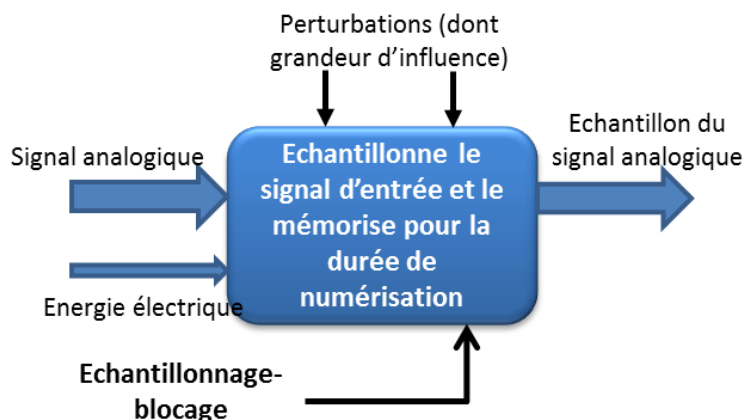 Perturbations (dont
grandeur d'influence)
Signal analogique
Echantillonne le
signal d'entrée et le
mémorise pour la
durée de
numérisation
Echantillon du
signal analogique
Energie électrique
Echantillonnage-
blocage